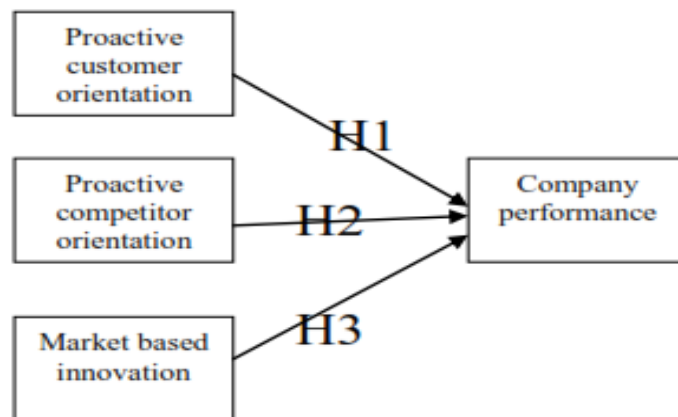 Proactive
customer
orientation
H1
Proactive
competitor
orientation
H2
Company
performance
Market based
innovation
H3